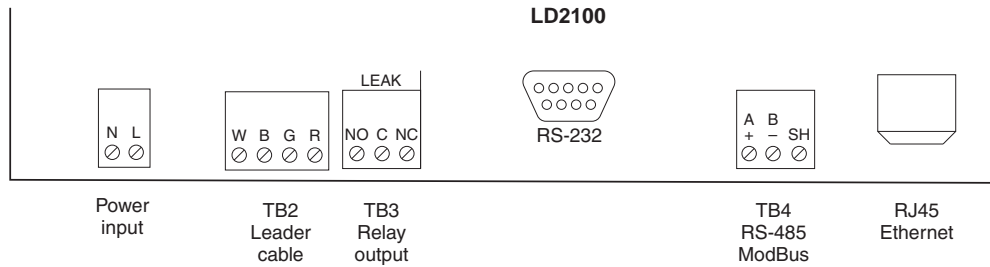 LD2100
LEAK
N L
W B G R
NO C NC
RS-232
A B
+ – SH
Power
input
TB2
Leader
cable
TB3
Relay
output
TB4
RS-485
ModBus
RJ45
Ethernet